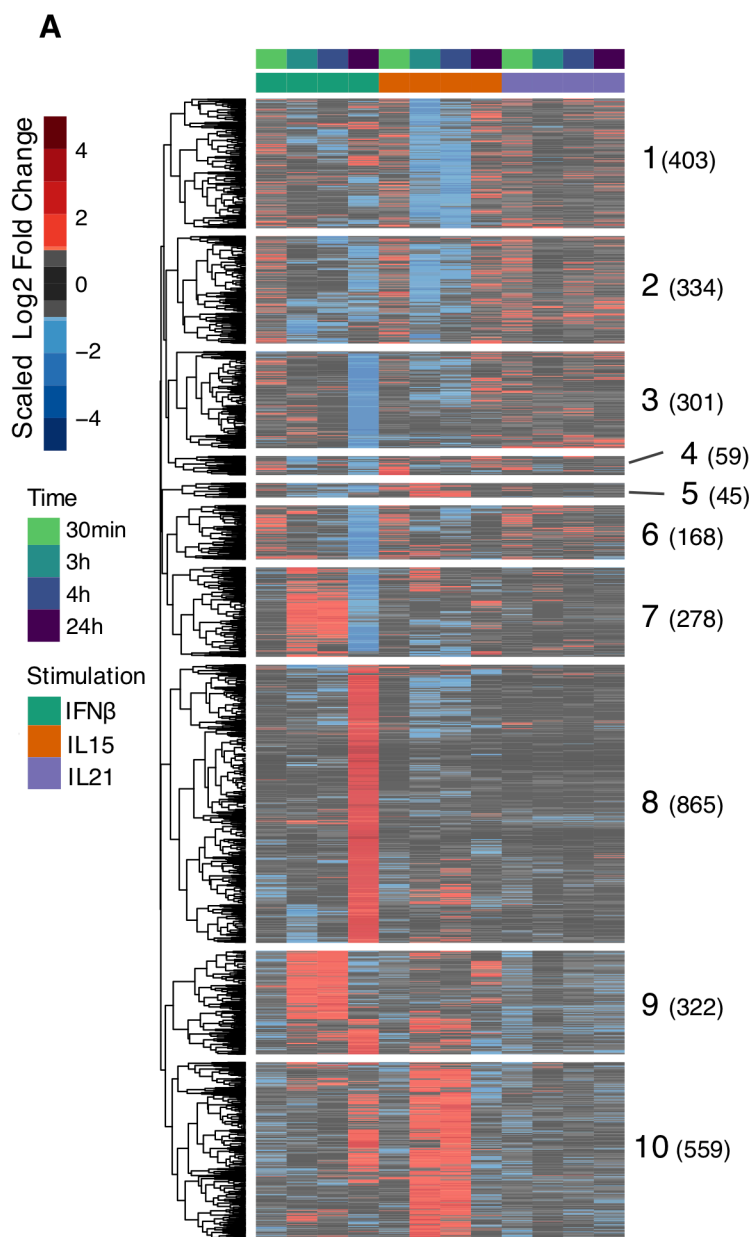 A
Scaled Log2 Fold Change
4
2
0
−2
−4
Time
30min
3h
4h
24h
Stimulation
IFNβ
IL15
IL21
1 (403)
2 (334)
3 (301)
4 (59)
5 (45)
6 (168)
7 (278)
8 (865)
9 (322)
10 (559)